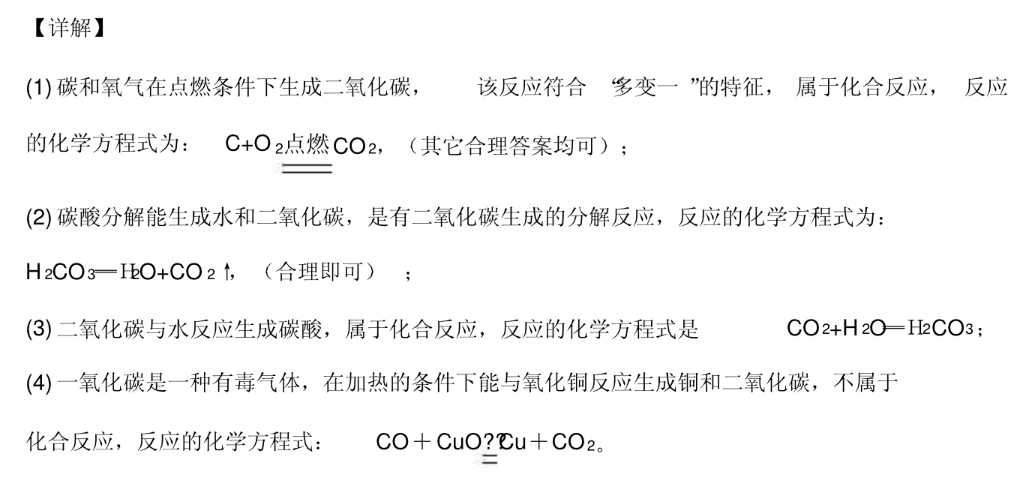 【详解】
(1) 碳和氧气在点燃条件下生成二氧化碳， 该反应符合 “多变一 ”的特征， 属于化合反应， 反应
的化学方程式为： C+O₂点燃CO₂，（其它合理答案均可）；
(2) 碳酸分解能生成水和二氧化碳，是有二氧化碳生成的分解反应，反应的化学方程式为：
H₂CO₃═H₂O+CO₂↑，（合理即可） ；
(3) 二氧化碳与水反应生成碳酸，属于化合反应，反应的化学方程式是 CO₂+H₂O═H₂CO₃；
(4) 一氧化碳是一种有毒气体，在加热的条件下能与氧化铜反应生成铜和二氧化碳，不属于
化合反应，反应的化学方程式： CO＋CuO??Cu＋CO₂。